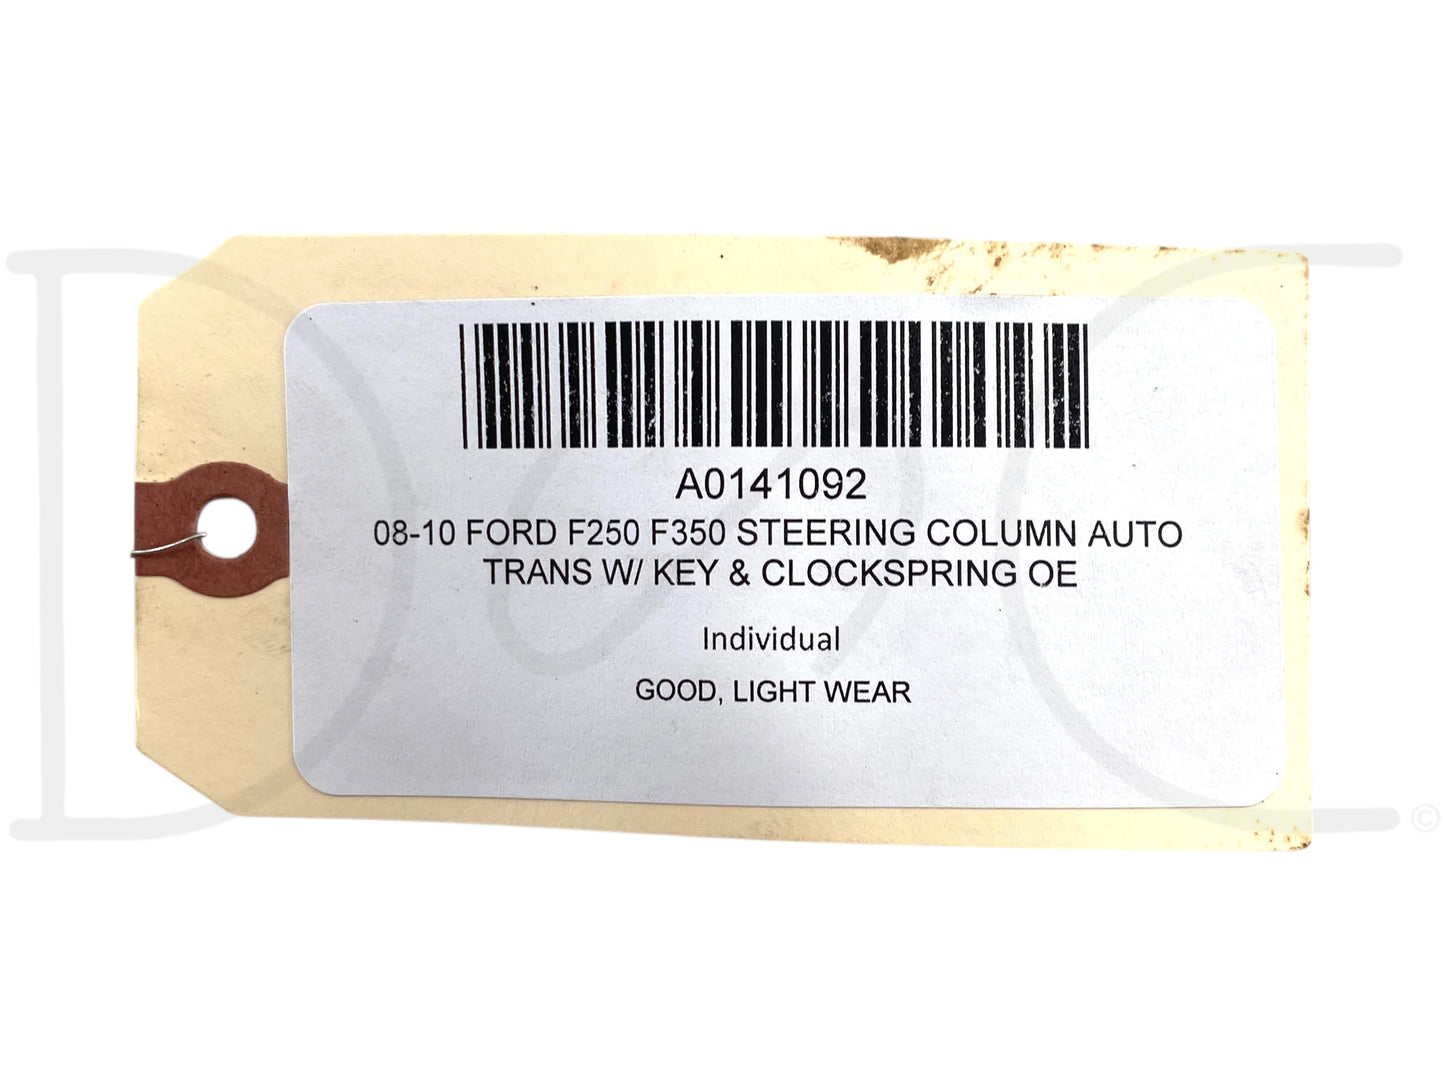 A0141092
08-10 FORD F250 F350 STEERING COLUMN AUTO
TRANS W/ KEY & CLOCKSPRING OE
Individual
GOOD, LIGHT WEAR
©